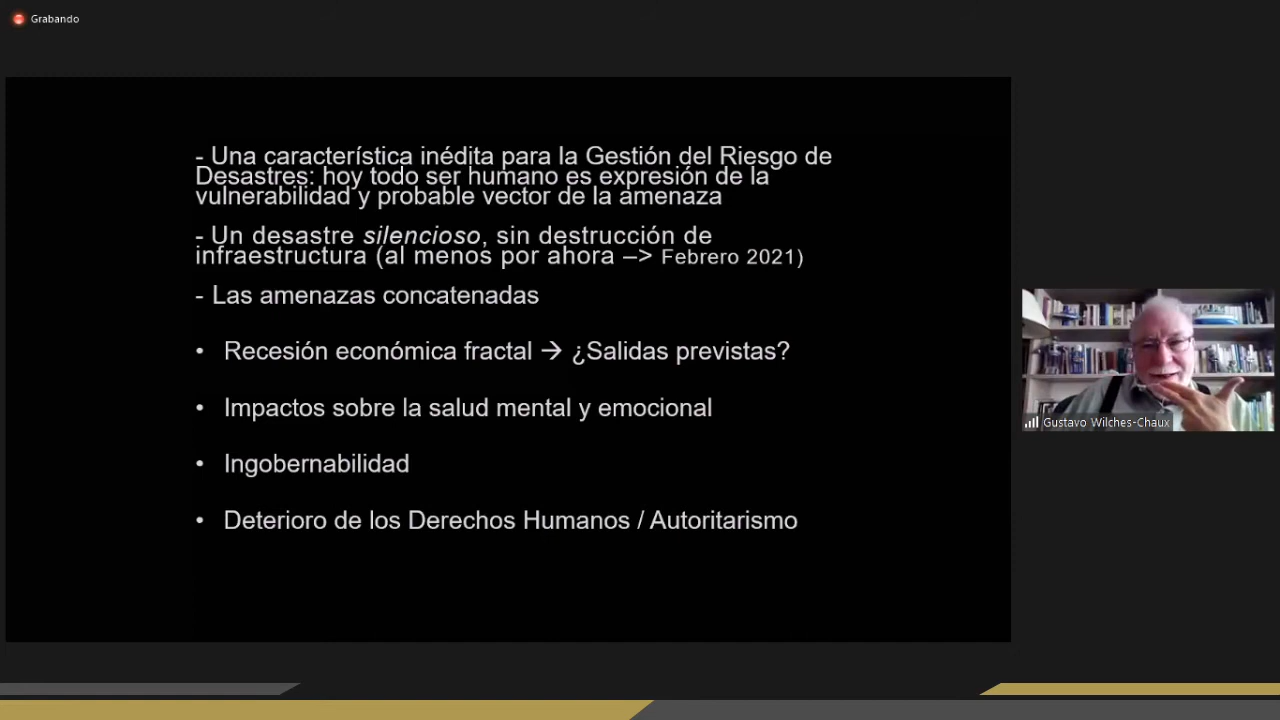 Grabando
- Una característica inédita para la Gestión del Riesgo de
Desastres: hoy todo ser humano es expresión de la
vulnerabilidad y probable vector de la amenaza
- Un desastre silencioso, sin destrucción de
infraestructura (al menos por ahora –> Febrero 2021)
- Las amenazas concatenadas
• Recesión económica fractal → ¿Salidas previstas?
• Impactos sobre la salud mental y emocional
• Ingobernabilidad
• Deterioro de los Derechos Humanos / Autoritarismo
Gustavo Wilches-Chaux